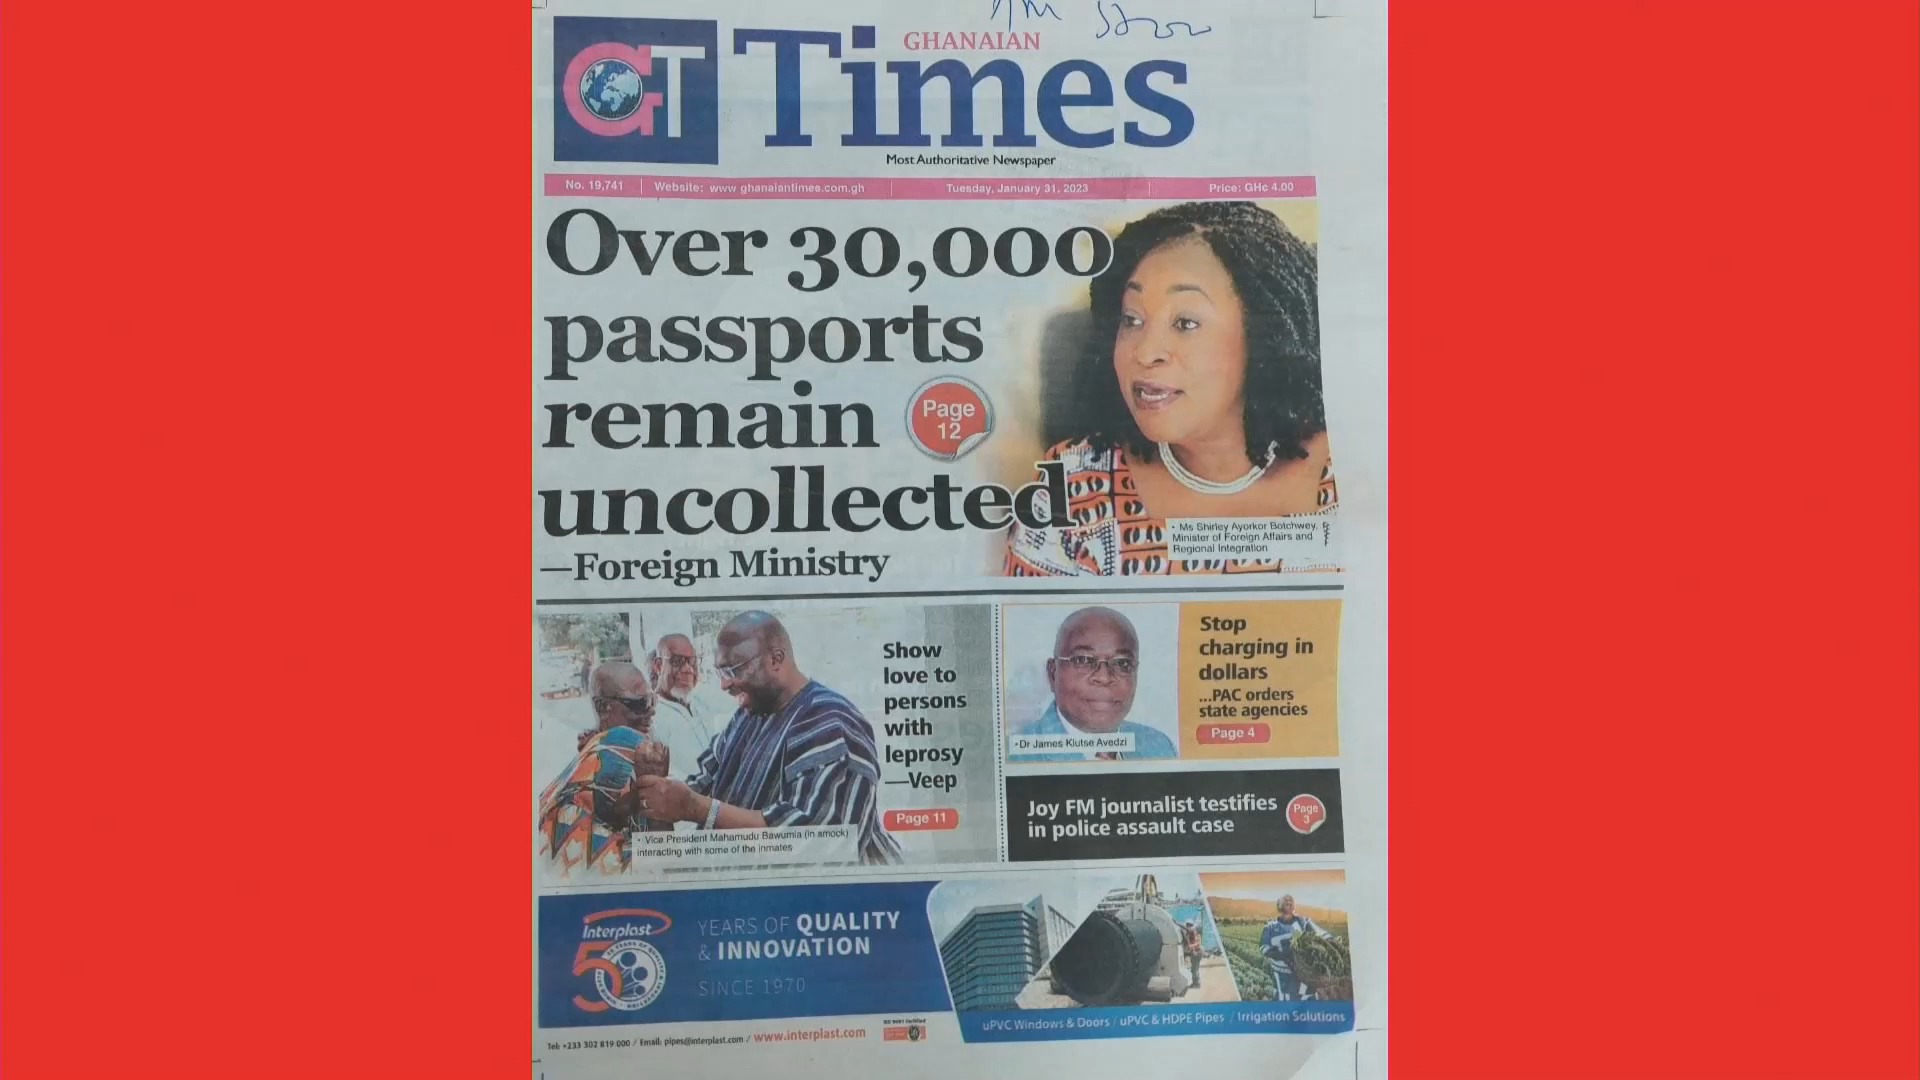 GT
GHANAIAN
Times
Most Authoritative Newspaper
No. 19,741 Website: www ghanaiantimes.com.gh Tuesday, January 31, 2023 Price: GHc 4.00
Over 30,000
passports
remain
uncollected
—Foreign Ministry
Page
12
· Ms Shirley Ayorkor Botchwey,
Minister of Foreign Affairs and
Regional Integration
Show
love to
persons
with
leprosy
—Veep
Page 11
· Vice President Mahamudu Bawumia (in smock)
interacting with some of the inmates
Stop
charging in
dollars
...PAC orders
state agencies
Page 4
·Dr James Klutse Avedzi
Joy FM journalist testifies
in police assault case
Page
3
Interplast
50
YEARS OF QUALITY
& INNOVATION
SINCE 1970
uPVC Windows & Doors / uPVC & HDPE Pipes / Irrigation Solutions
Tel: +233 302 819 000 / Email: pipes@interplast.com / www.interplast.com